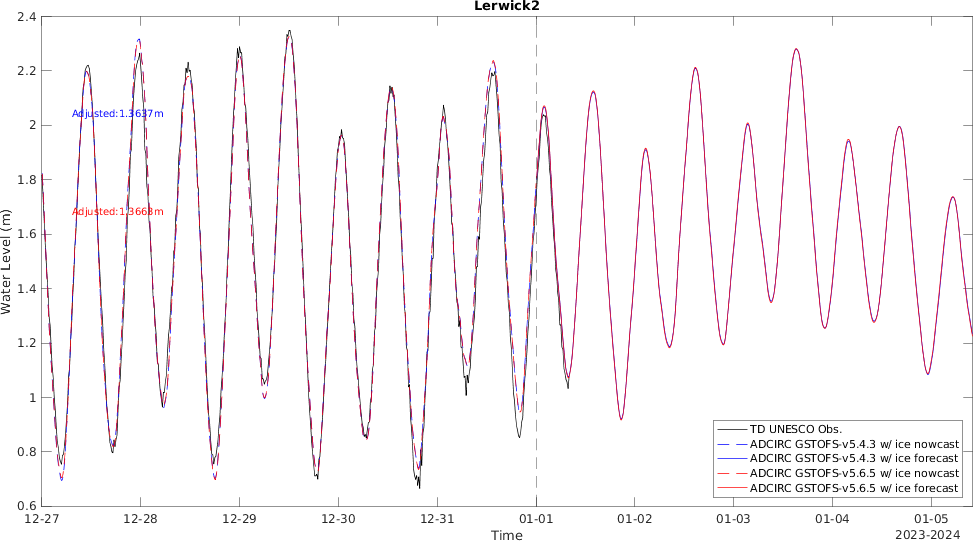 Lerwick2
2.4
2.2
2
1.8
1.6
1.4
1.2
1
0.8
0.6
Water Level (m)
Adjusted:1.3637m
Adjusted:1.3663m
TD UNESCO Obs.
ADCIRC GSTOFS-v5.4.3 w/ ice nowcast
ADCIRC GSTOFS-v5.4.3 w/ ice forecast
ADCIRC GSTOFS-v5.6.5 w/ ice nowcast
ADCIRC GSTOFS-v5.6.5 w/ ice forecast
12-27 12-28 12-29 12-30 12-31 01-01 01-02 01-03 01-04 01-05
Time
2023-2024